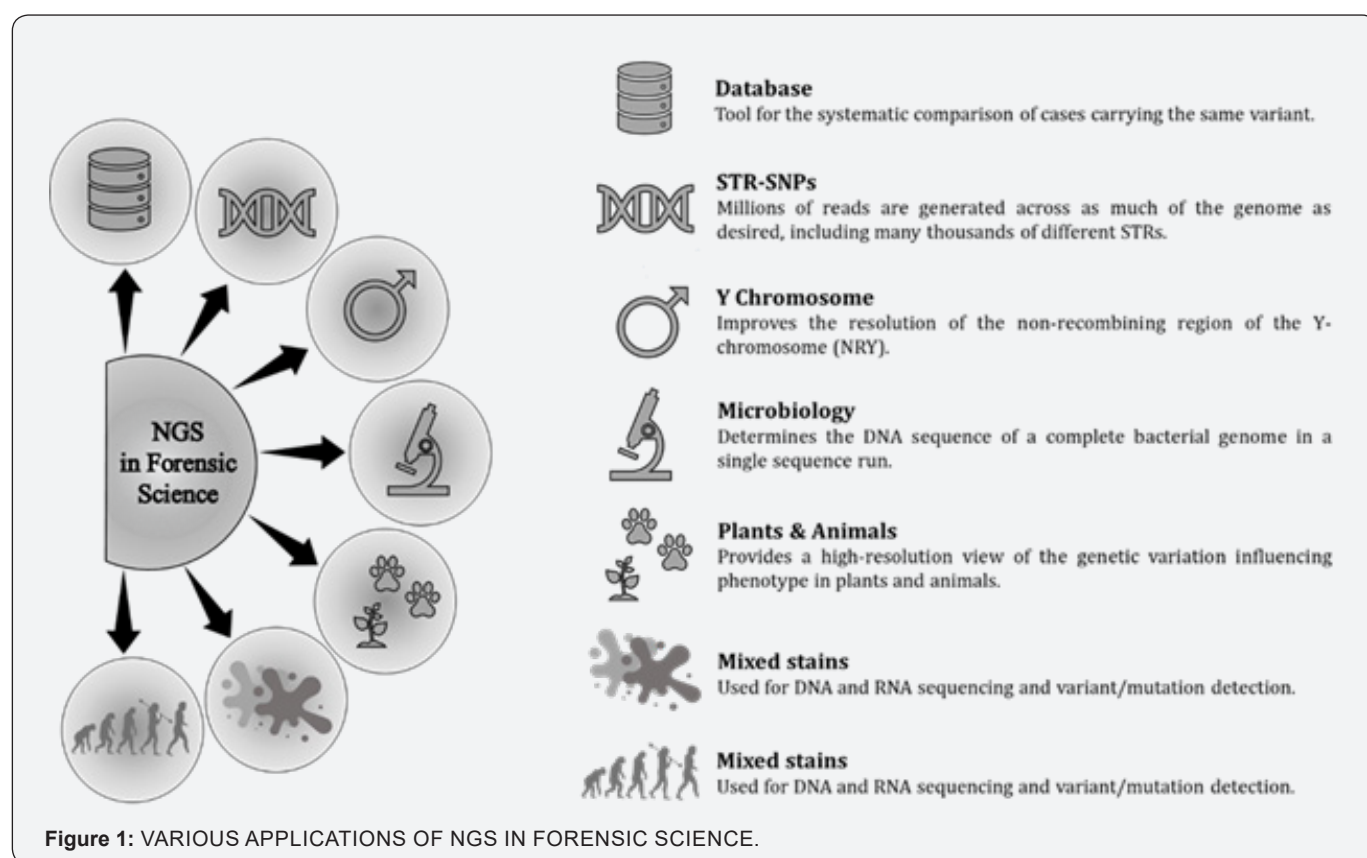 NGS
in Forensic
Science
Database
Tool for the systematic comparison of cases carrying the same variant.
STR-SNPs
Millions of reads are generated across as much of the genome as
desired, including many thousands of different STRs.
Y Chromosome
Improves the resolution of the non-recombining region of the Y-
chromosome (NRY).
Microbiology
Determines the DNA sequence of a complete bacterial genome in a
single sequence run.
Plants & Animals
Provides a high-resolution view of the genetic variation influencing
phenotype in plants and animals.
Mixed stains
Used for DNA and RNA sequencing and variant/mutation detection.
Mixed stains
Used for DNA and RNA sequencing and variant/mutation detection.
Figure 1: VARIOUS APPLICATIONS OF NGS IN FORENSIC SCIENCE.